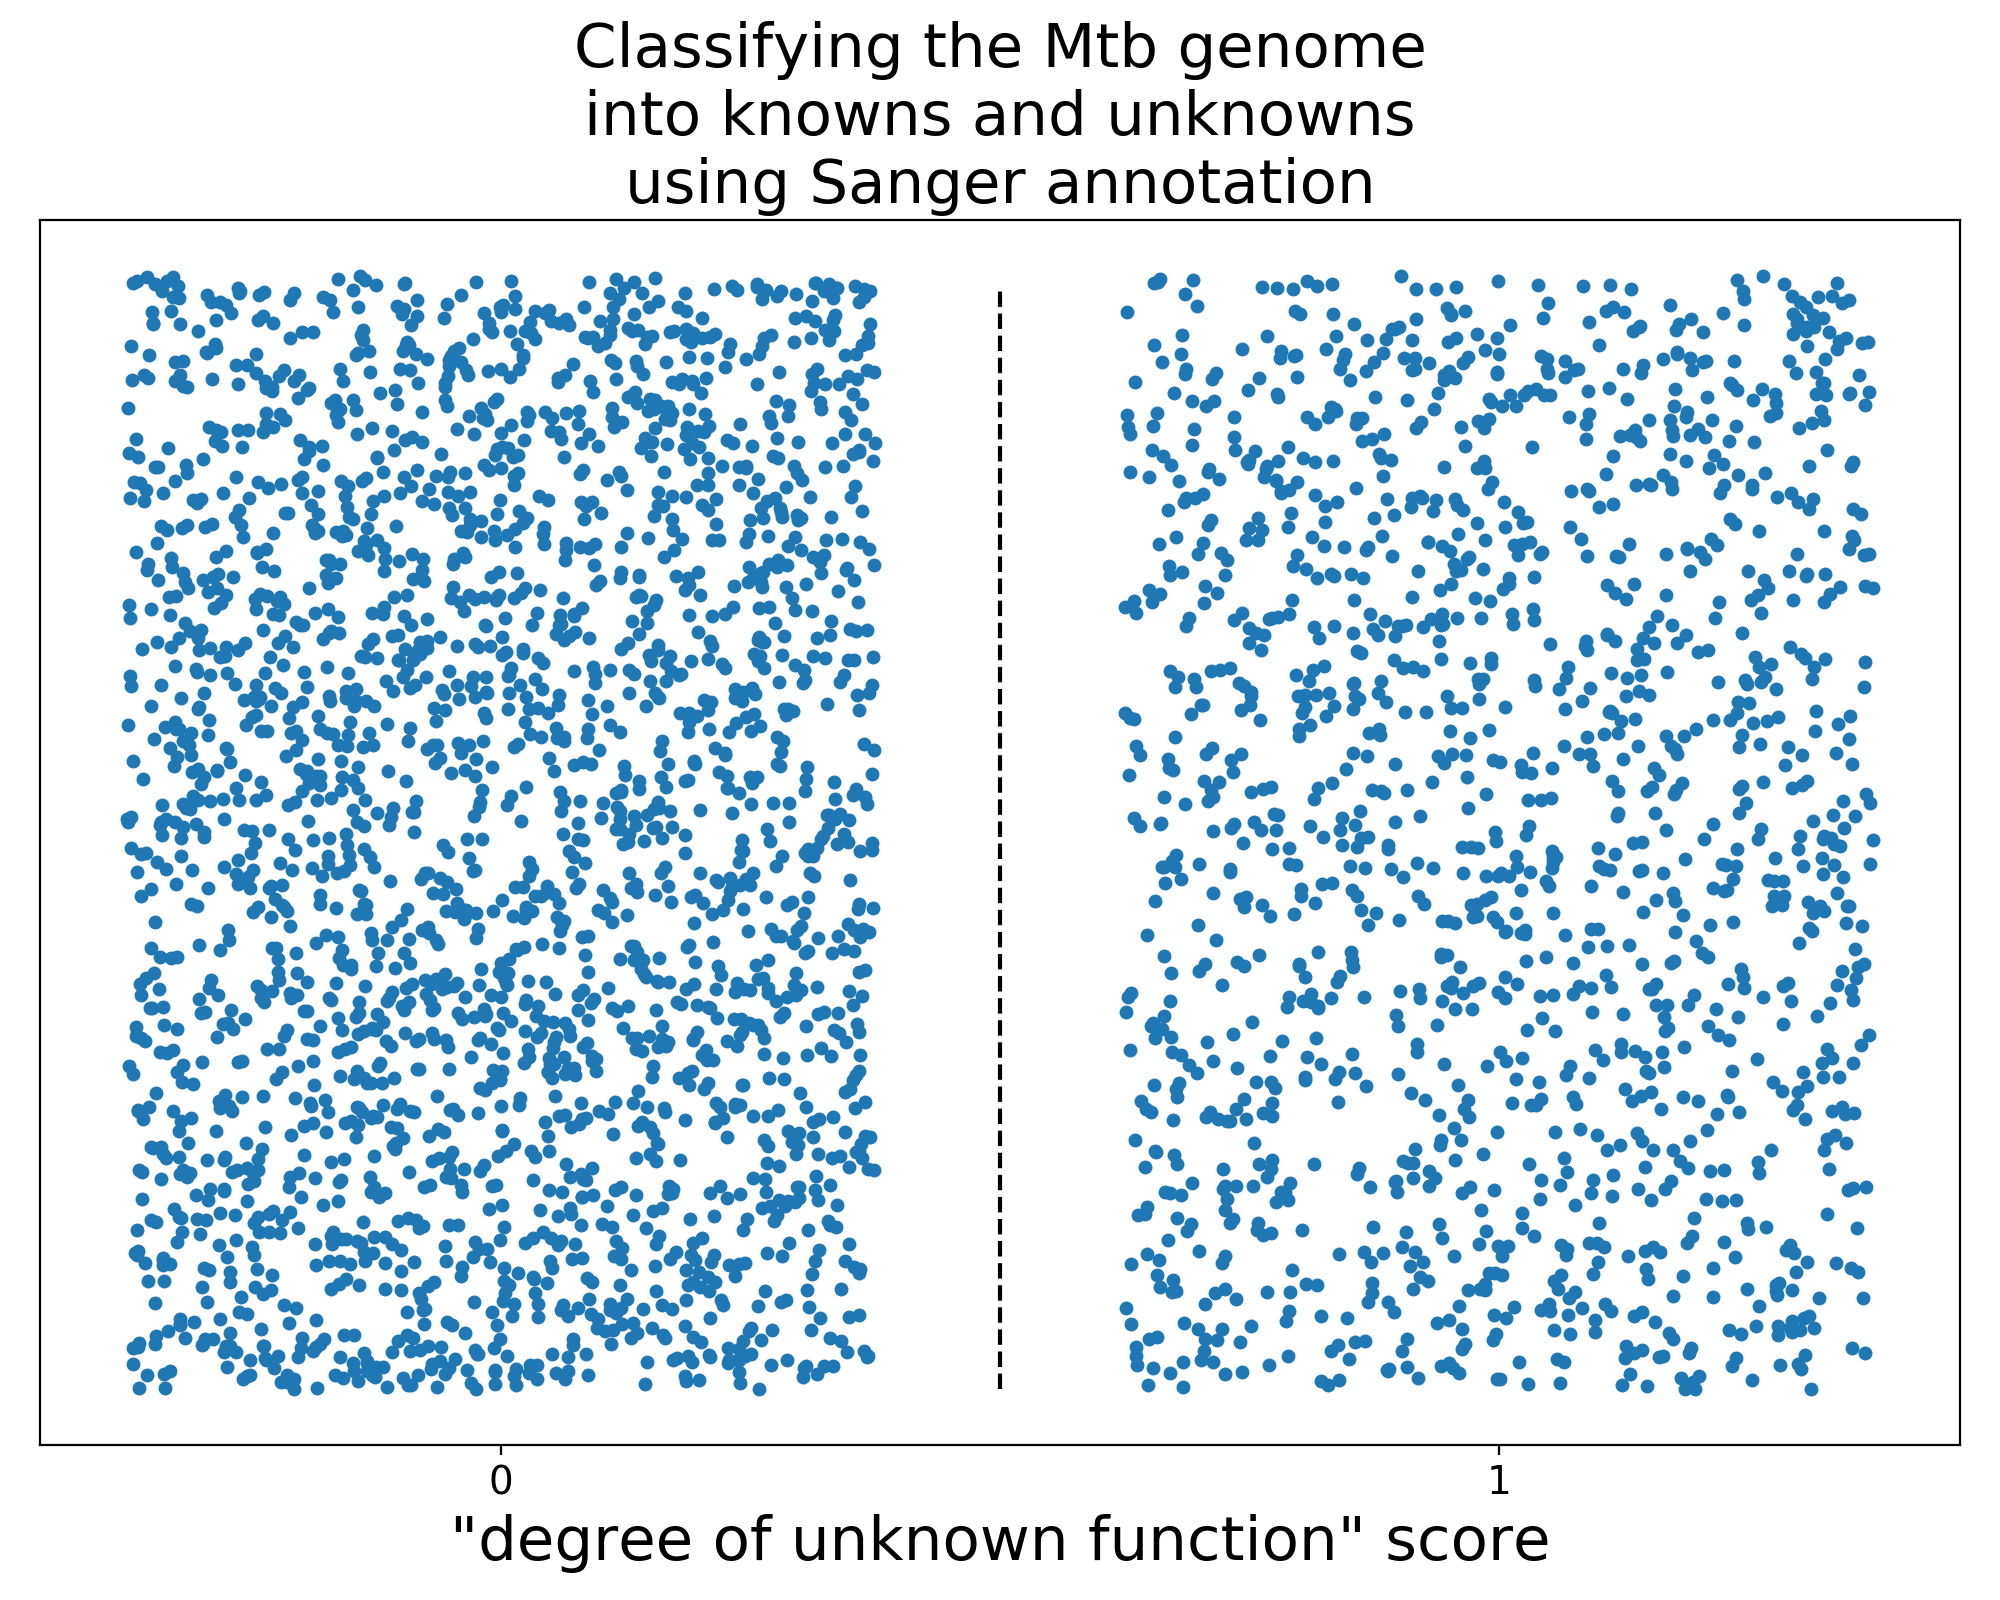 Classifying the Mtb genome
into knowns and unknowns
using Sanger annotation
0
1
"degree of unknown function" score